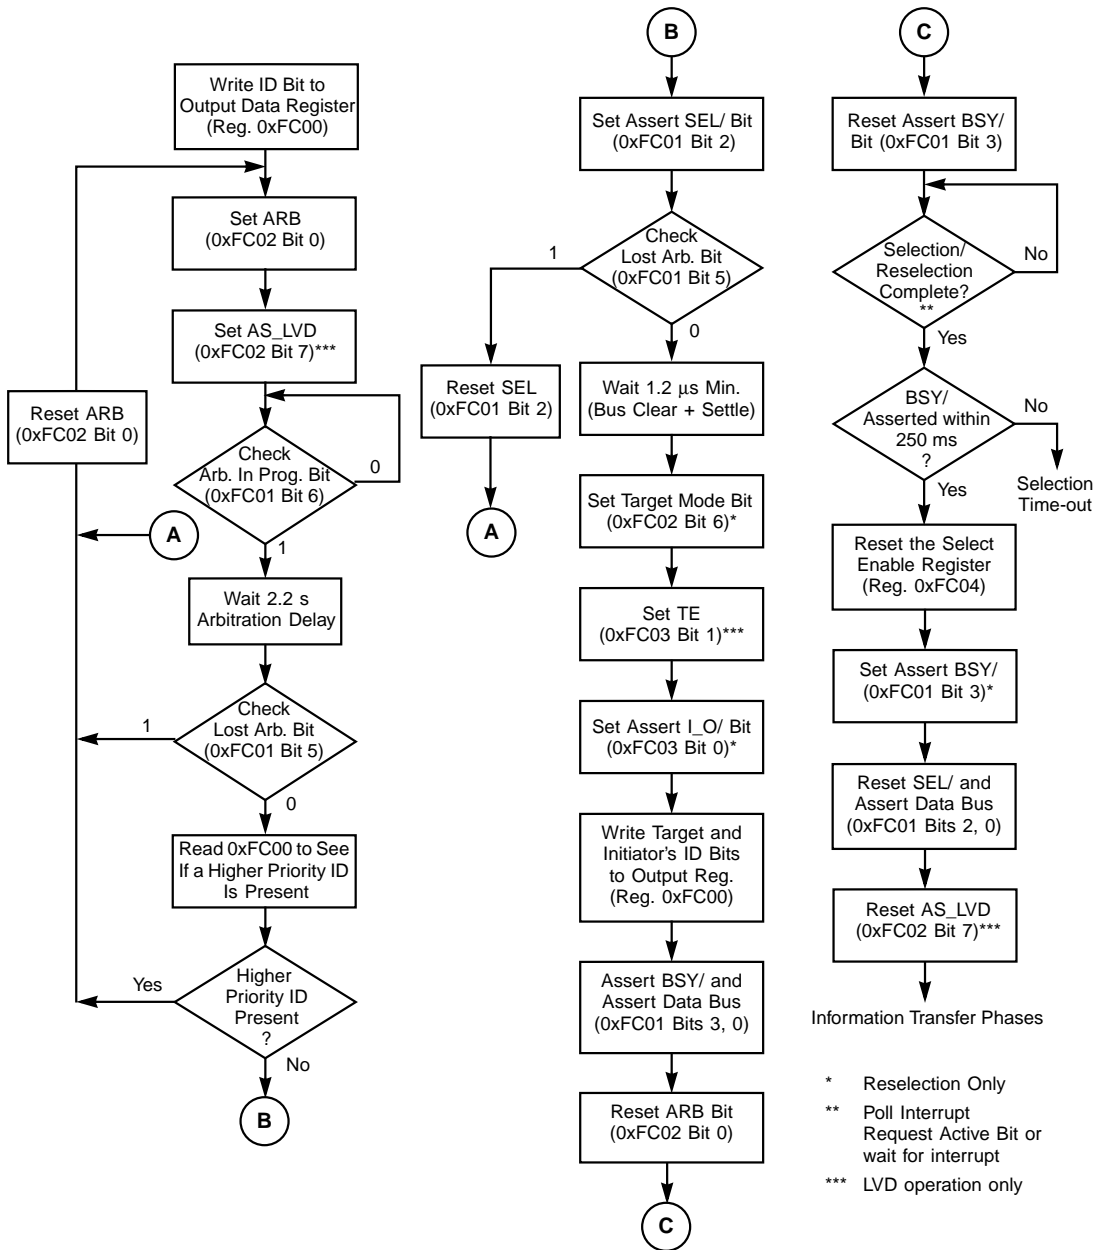 Write ID Bit to
Output Data Register
(Reg. 0xFC00)
Set ARB
(0xFC02 Bit 0)
Set AS_LVD
(0xFC02 Bit 7)***
Reset ARB
(0xFC02 Bit 0)
Check
Arb. In Prog. Bit
(0xFC01 Bit 6)
0
1
A
Wait 2.2 s
Arbitration Delay
Check
Lost Arb. Bit
(0xFC01 Bit 5)
1
0
Read 0xFC00 to See
If a Higher Priority ID
Is Present
Higher
Priority ID
Present
?
Yes
No
B
B
Set Assert SEL/ Bit
(0xFC01 Bit 2)
Check
Lost Arb. Bit
(0xFC01 Bit 5)
1
0
Reset SEL
(0xFC01 Bit 2)
A
Wait 1.2 µs Min.
(Bus Clear + Settle)
Set Target Mode Bit
(0xFC02 Bit 6)*
Set TE
(0xFC03 Bit 1)***
Set Assert I_O/ Bit
(0xFC03 Bit 0)*
Write Target and
Initiator's ID Bits
to Output Reg.
(Reg. 0xFC00)
Assert BSY/ and
Assert Data Bus
(0xFC01 Bits 3, 0)
Reset ARB Bit
(0xFC02 Bit 0)
C
C
Reset Assert BSY/
Bit (0xFC01 Bit 3)
Selection/
Reselection
Complete?
**
No
Yes
BSY/
Asserted within
250 ms
?
No
Selection
Time-out
Yes
Reset the Select
Enable Register
(Reg. 0xFC04)
Set Assert BSY/
(0xFC01 Bit 3)*
Reset SEL/ and
Assert Data Bus
(0xFC01 Bits 2, 0)
Reset AS_LVD
(0xFC02 Bit 7)***
Information Transfer Phases
* Reselection Only
** Poll Interrupt
Request Active Bit or
wait for interrupt
*** LVD operation only